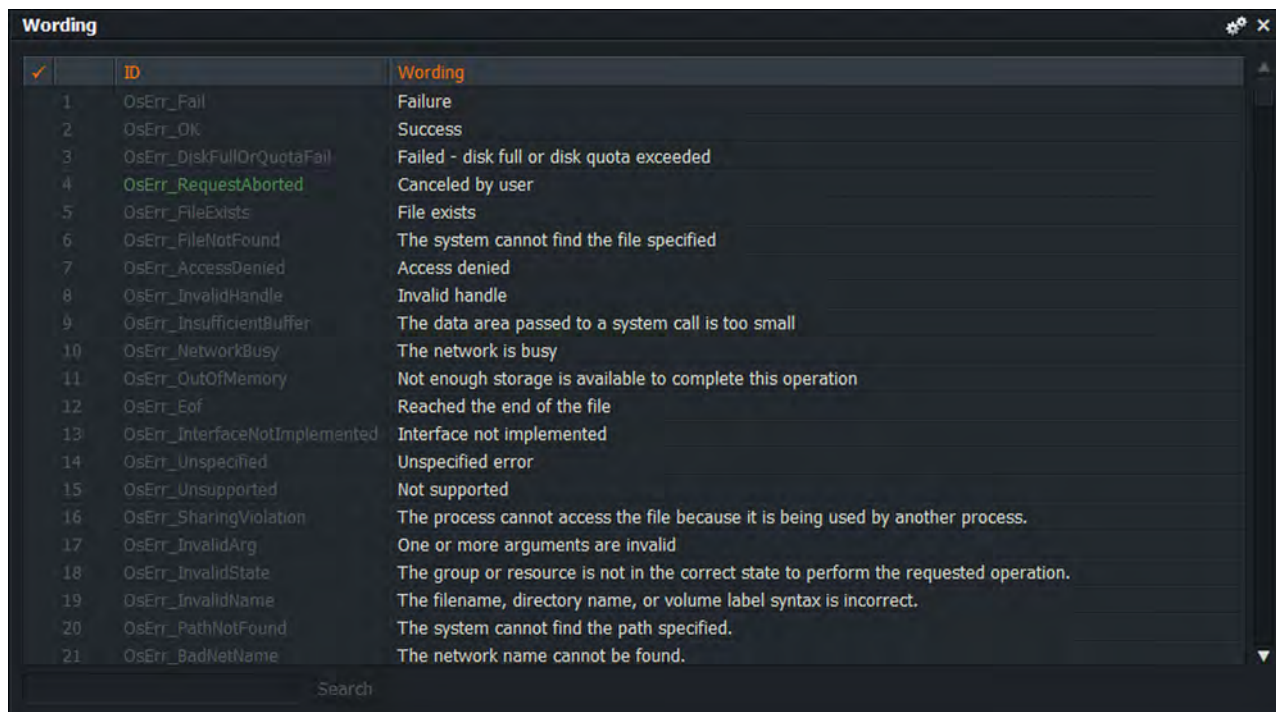 Wording
ID Wording
1 OsErr_Fail Failure
2 OsErr_OK Success
3 OsErr_DiskFullOrQuotaFail Failed - disk full or disk quota exceeded
4 OsErr_RequestAborted Canceled by user
5 OsErr_FileExists File exists
6 OsErr_FileNotFound The system cannot find the file specified
7 OsErr_AccessDenied Access denied
8 OsErr_InvalidHandle Invalid handle
9 OsErr_InsufficientBuffer The data area passed to a system call is too small
10 OsErr_NetworkBusy The network is busy
11 OsErr_OutOfMemory Not enough storage is available to complete this operation
12 OsErr_Eof Reached the end of the file
13 OsErr_InterfaceNotImplemented Interface not implemented
14 OsErr_Unspecified Unspecified error
15 OsErr_Unsupported Not supported
16 OsErr_SharingViolation The process cannot access the file because it is being used by another process.
17 OsErr_InvalidArg One or more arguments are invalid
18 OsErr_InvalidState The group or resource is not in the correct state to perform the requested operation.
19 OsErr_InvalidName The filename, directory name, or volume label syntax is incorrect.
20 OsErr_PathNotFound The system cannot find the path specified.
21 OsErr_BadNetName The network name cannot be found.
Search